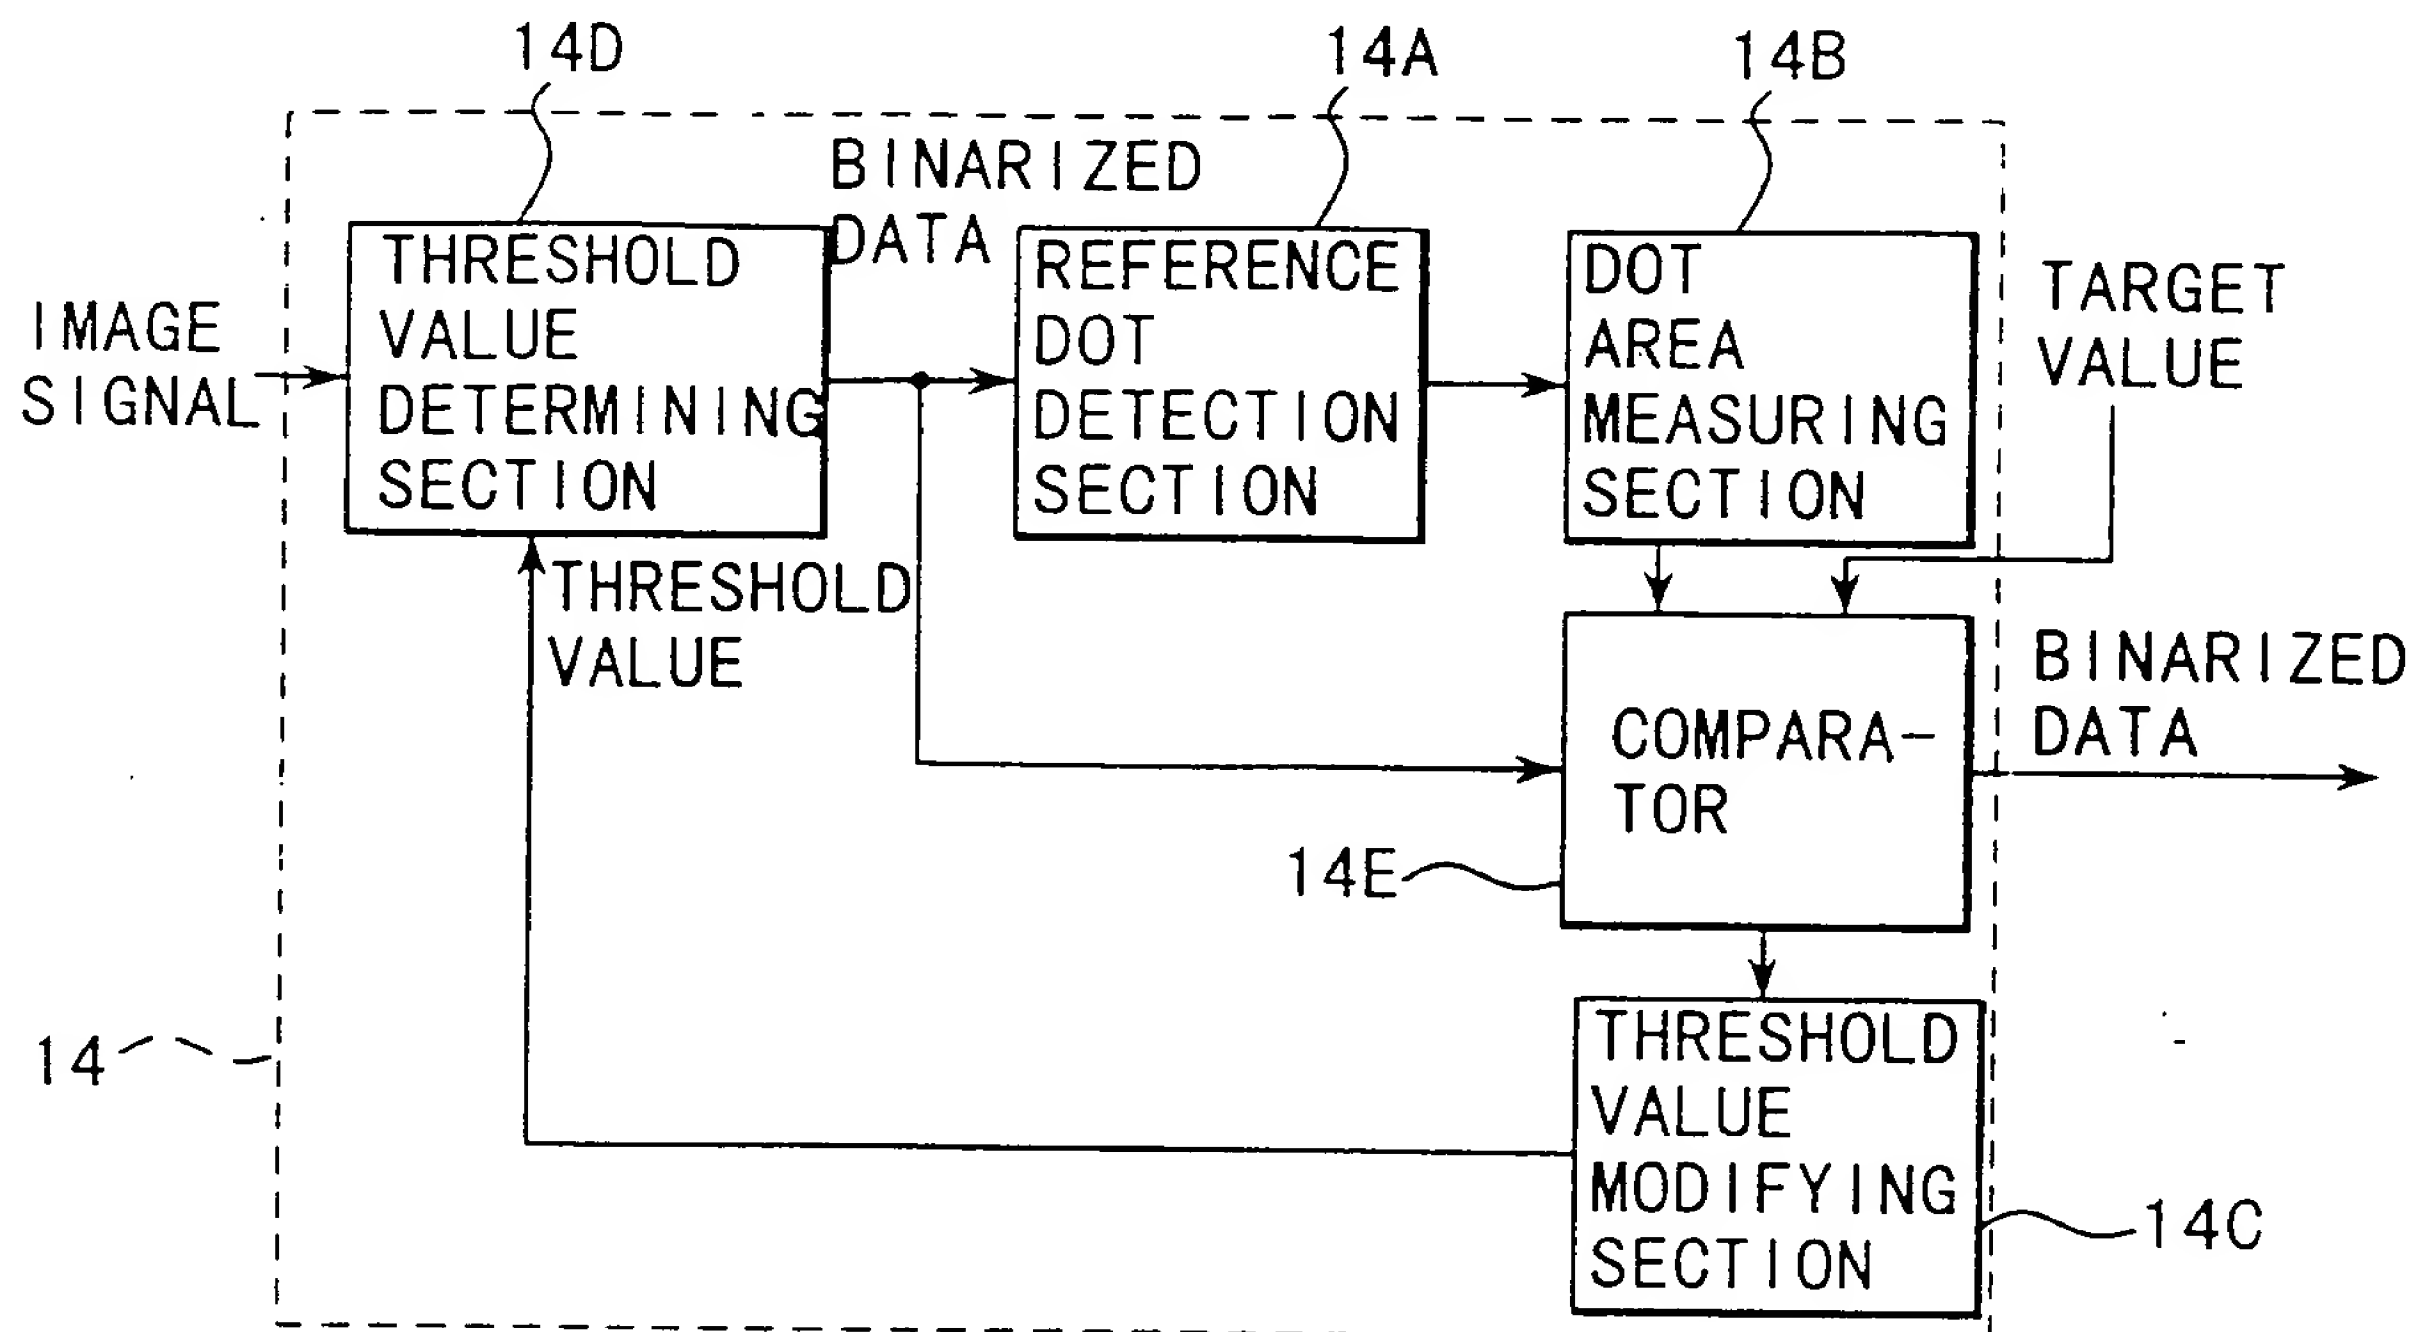 14D
14A
14B
BINARIZED
DATA
IMAGE
SIGNAL
THRESHOLD
VALUE
DETERMINING
SECTION
REFERENCE
DOT
DETECTION
SECTION
DOT
AREA
MEASURING
SECTION
TARGET
VALUE
THRESHOLD
VALUE
COMPARA-
TOR
BINARIZED
DATA
14E
14
THRESHOLD
VALUE
MODIFYING
SECTION
14C